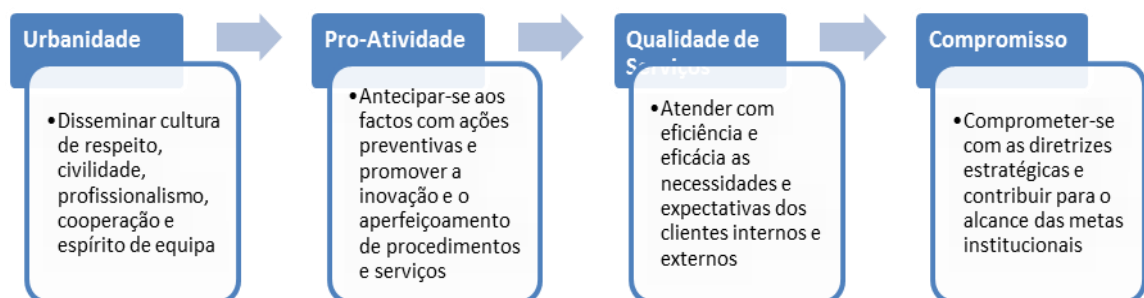 Urbanidade
•Disseminar cultura
de respeito,
civilidade,
profissionalismo,
cooperação e
espírito de equipa
Pro-Atividade
•Antecipar-se aos
factos com ações
preventivas e
promover a
inovação e o
aperfeiçoamento
de procedimentos
e serviços
Qualidade de
Serviços
•Atender com
eficiência e
eficácia as
necessidades e
expectativas dos
clientes internos e
externos
Compromisso
•Comprometer-se
com as diretrizes
estratégicas e
contribuir para o
alcance das metas
institucionais